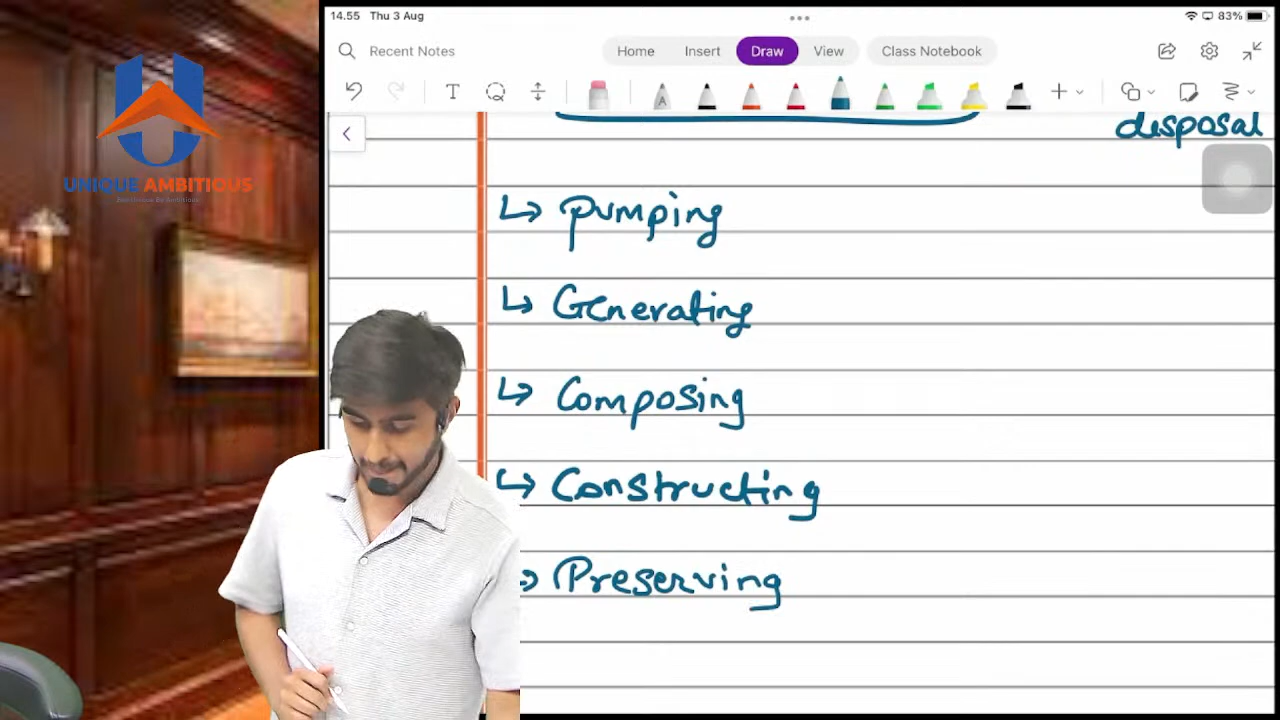 14.55 Thu 3 Aug
83%
Recent Notes
Home Insert Draw View Class Notebook
T
A
disposal
UNIQUE AMBITIOUS
↳ Pumping
↳ Generating
↳ Composing
↳ Constructing
↳ Preserving